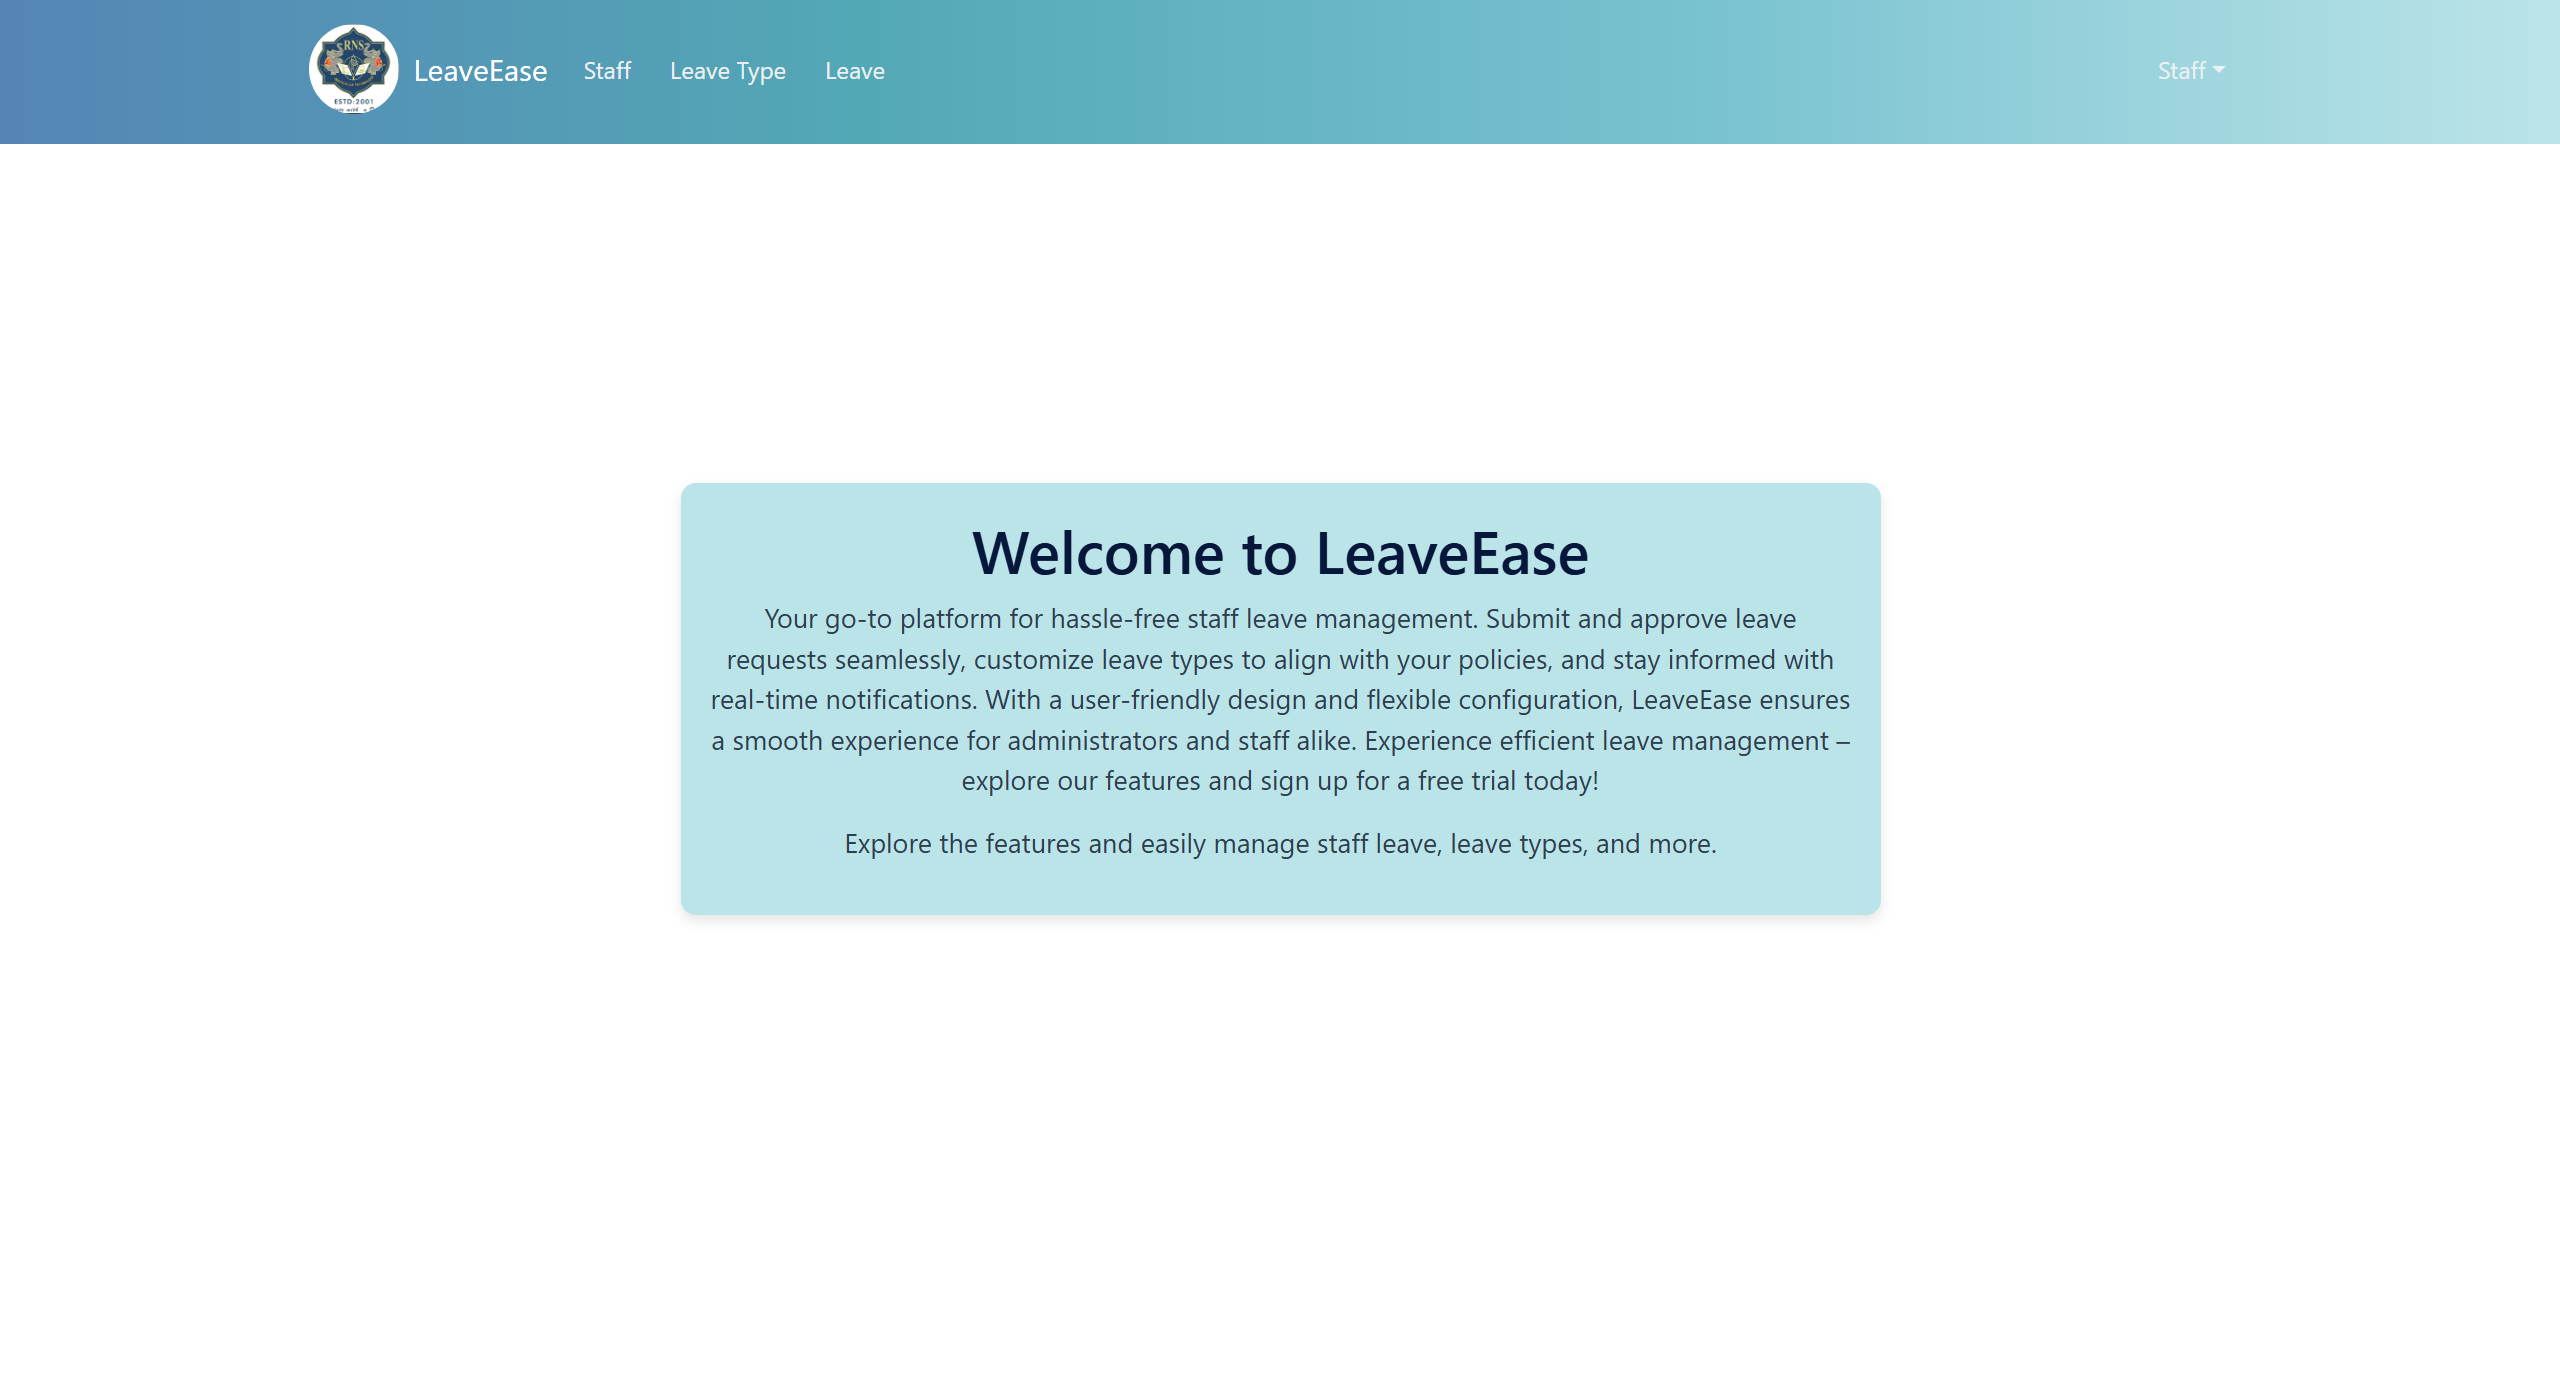 RNS
ESTD:2001
LeaveEase
Staff
Leave Type
Leave
Staff
Welcome to LeaveEase
Your go-to platform for hassle-free staff leave management. Submit and approve leave
requests seamlessly, customize leave types to align with your policies, and stay informed with
real-time notifications. With a user-friendly design and flexible configuration, LeaveEase ensures
a smooth experience for administrators and staff alike. Experience efficient leave management –
explore our features and sign up for a free trial today!
Explore the features and easily manage staff leave, leave types, and more.